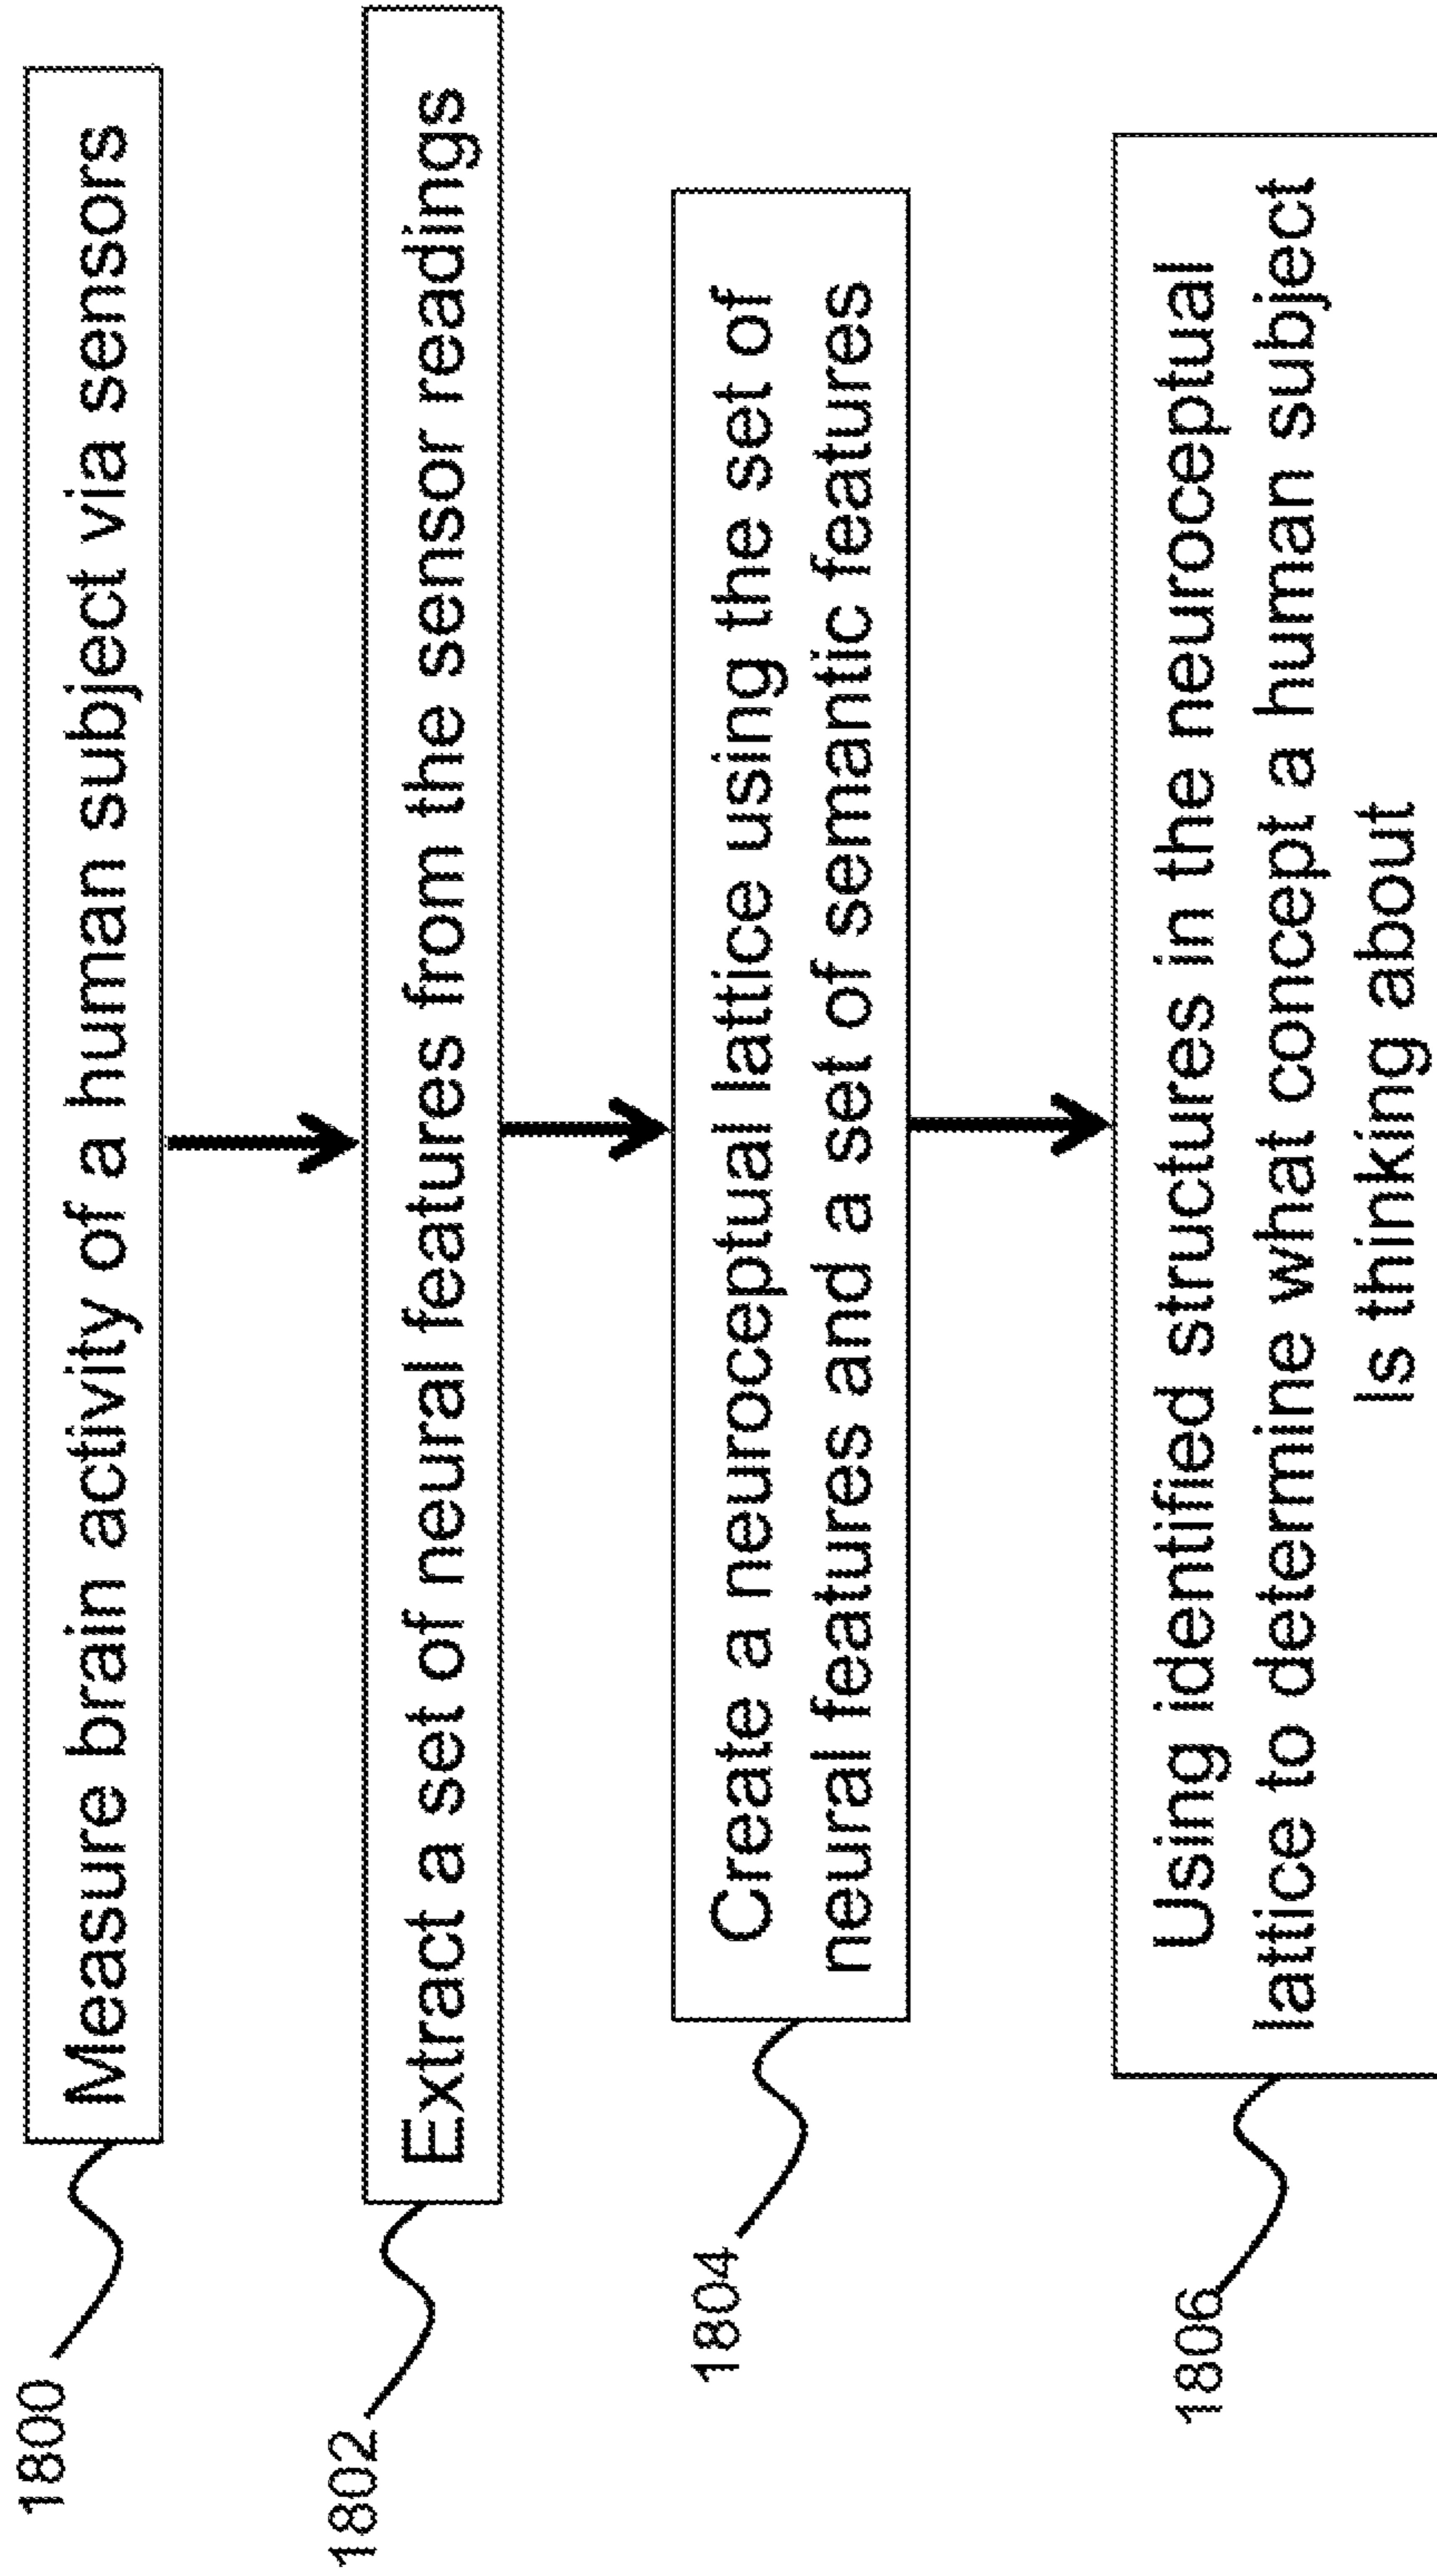 1800
Measure brain activity of a human subject via sensors
1802
Extract a set of neural features from the sensor readings
1804
Create a neuroceptual lattice using the set of
neural features and a set of semantic features
1806
Using identified structures in the neuroceptual
lattice to determine what concept a human subject
Is thinking about